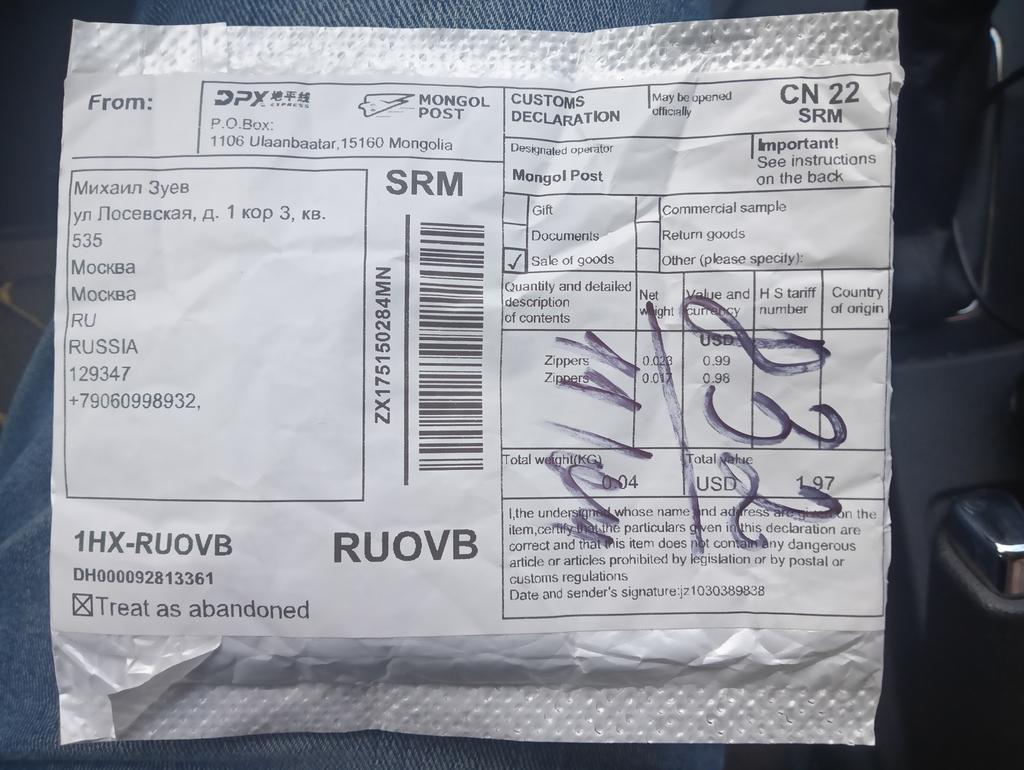 From:
DPX 地平线
EXPRESS
MONGOL
POST
P.O.Box:
1106 Ulaanbaatar,15160 Mongolia
Михаил Зуев
ул Лосевская, д. 1 кор 3, кв.
535
Москва
Москва
RU
RUSSIA
129347
+79060998932,
SRM
ZX175150284MN
1HX-RUOVB
RUOVB
DH000092813361
Treat as abandoned
CUSTOMS
DECLARATION
May be opened
officially
CN 22
SRM
Designated operator
Mongol Post
Important!
See instructions
on the back
Gift
Commercial sample
Documents
Return goods
✓ Sale of goods
Other (please specify):
Quantity and detailed
description
of contents
Net
weight
Value and
currency
H S tariff
number
Country
of origin
USD
Zippers 0.023 0.99
Zippers 0.017 0.98
Total weight(KG)
0.04
Total value
USD 1.97
I,the undersigned whose name and address are given on the
item,certify that the particulars given in this declaration are
correct and that this item does not contain any dangerous
article or articles prohibited by legislation or by postal or
customs regulations
Date and sender's signature:jz1030389838